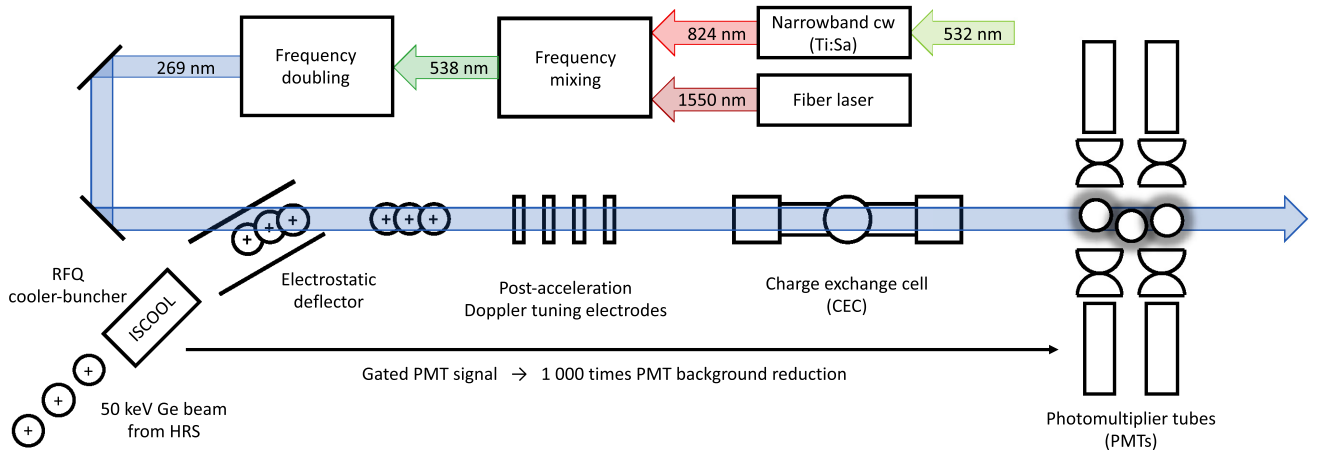 Narrowband cw
(Ti:Sa)
532 nm
824 nm
Frequency
mixing
Frequency
doubling
538 nm
269 nm
1550 nm
Fiber laser
+ + +
+ + +
RFQ
cooler-buncher
ISCOOL
Electrostatic
deflector
Post-acceleration
Doppler tuning electrodes
Charge exchange cell
(CEC)
Gated PMT signal → 1 000 times PMT background reduction
+
+
+
50 keV Ge beam
from HRS
Photomultiplier tubes
(PMTs)